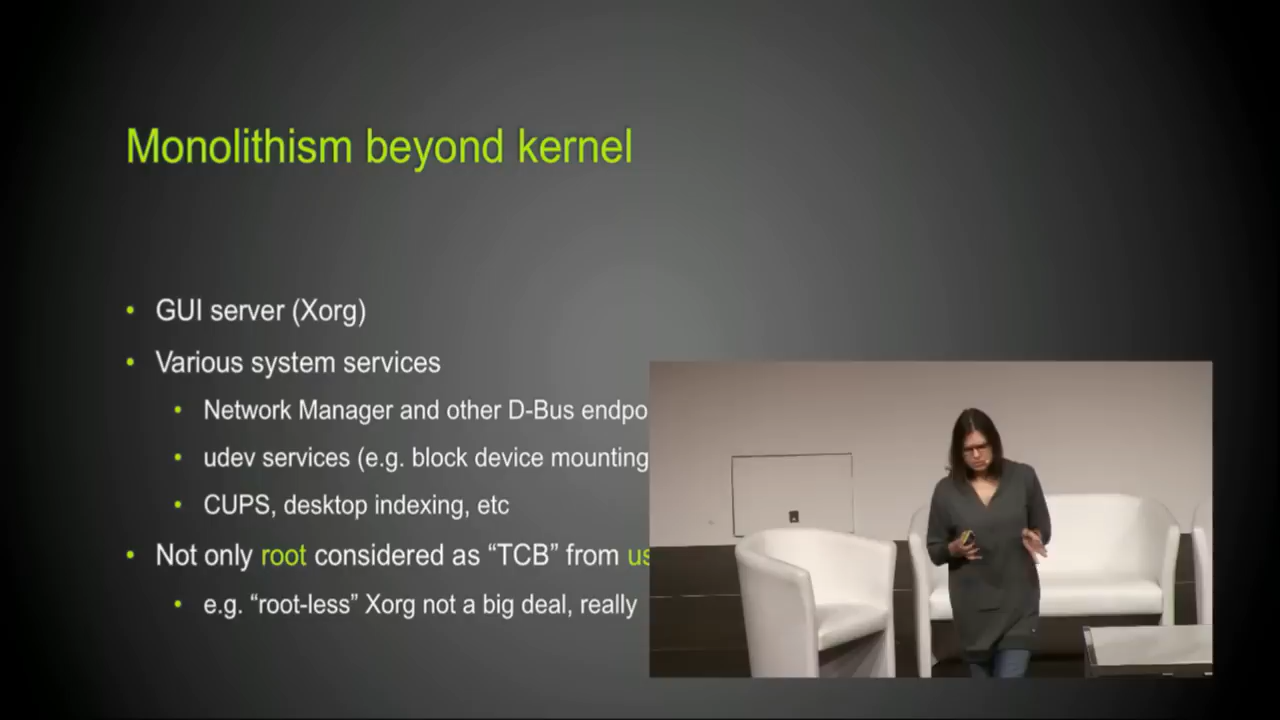 Monolithism beyond kernel
• GUI server (Xorg)
• Various system services
• Network Manager and other D-Bus endpo
• udev services (e.g. block device mounting
• CUPS, desktop indexing, etc
• Not only root considered as “TCB” from us
• e.g. “root-less” Xorg not a big deal, really